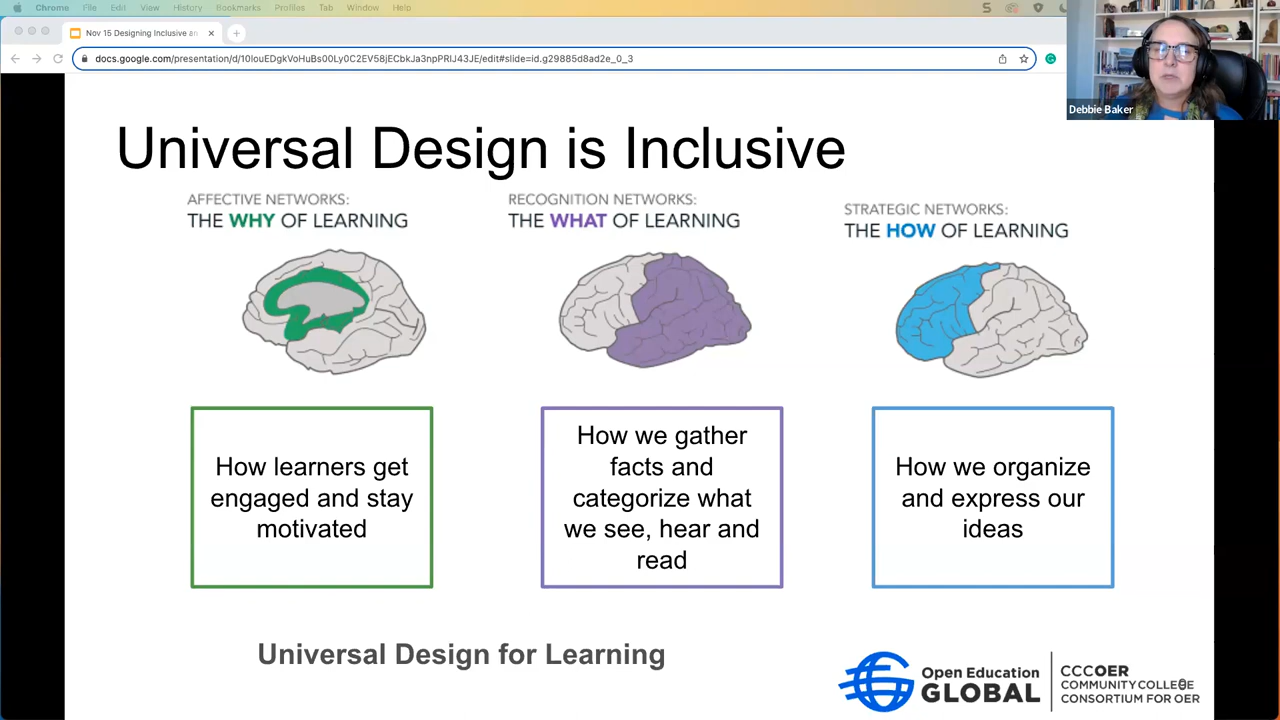 Chrome File Edit View History Bookmarks Profiles Tab Window Help
Nov 15 Designing Inclusive an
docs.google.com/presentation/d/10IouEDgkVoHuBs00Ly0C2EV58jECbkJa3npPRIJ43JE/edit#slide=id.g29885d8ad2e_0_3
Debbie Baker
Universal Design is Inclusive
AFFECTIVE NETWORKS:
THE WHY OF LEARNING
RECOGNITION NETWORKS:
THE WHAT OF LEARNING
STRATEGIC NETWORKS:
THE HOW OF LEARNING
How learners get
engaged and stay
motivated
How we gather
facts and
categorize what
we see, hear and
read
How we organize
and express our
ideas
Universal Design for Learning
Open Education
GLOBAL
CCCOER
COMMUNITY COLLEGE
CONSORTIUM FOR OER